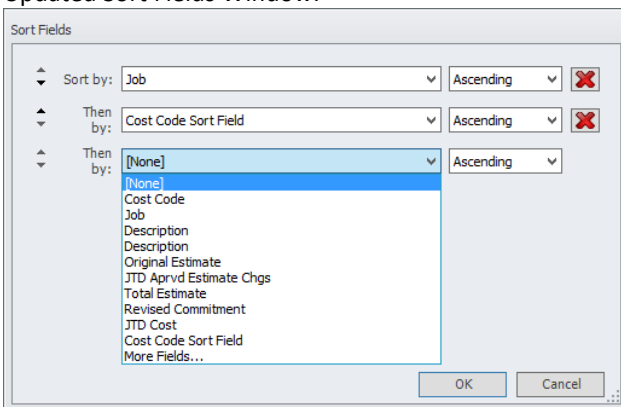 Updated Sort Fields Window:
Sort Fields
Sort by: Job Ascending
Then by: Cost Code Sort Field Ascending
Then by: [None] Ascending
[None]
Cost Code
Job
Description
Description
Original Estimate
JTD Aprvd Estimate Chgs
Total Estimate
Revised Commitment
JTD Cost
Cost Code Sort Field
More Fields...
OK Cancel